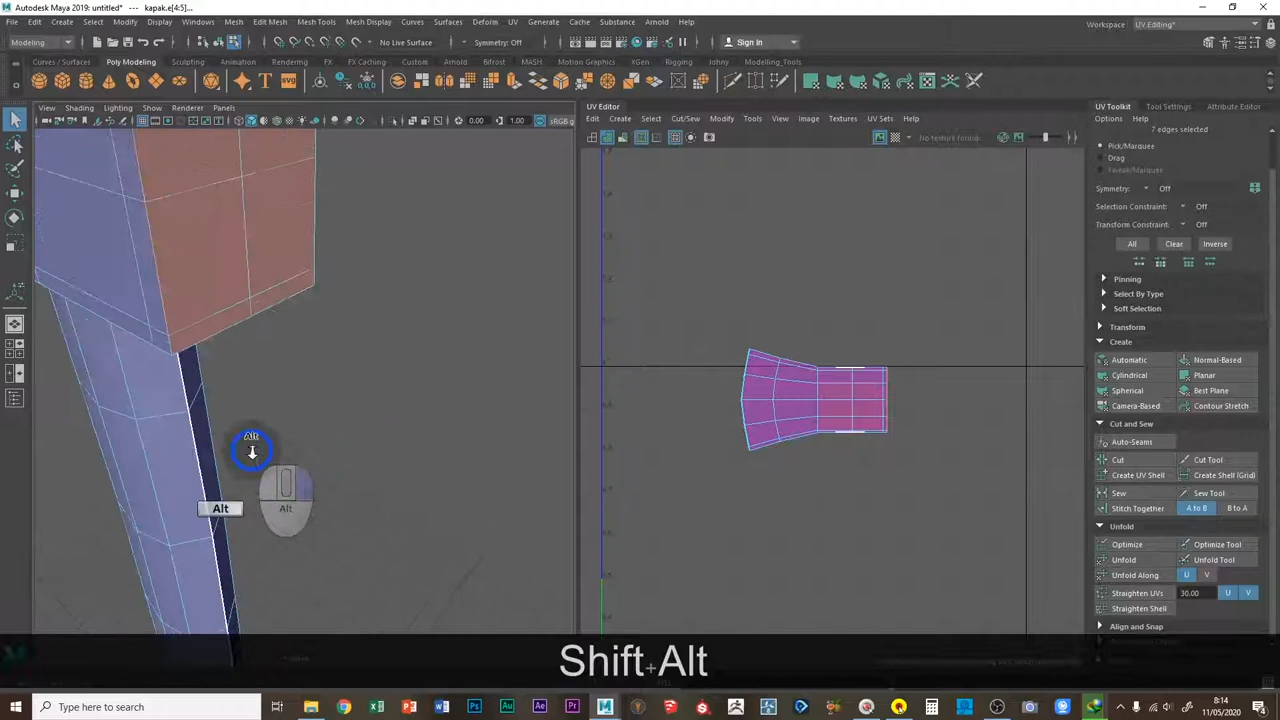 Autodesk Maya 2019: untitled* --- kapak.e[4:5]...
File Edit Create Select Modify Display Windows Mesh Edit Mesh Mesh Tools Mesh Display Curves Surfaces Deform UV Generate Cache Substance Arnold Help Workspace : UV Editing*
Modeling No Live Surface Symmetry: Off Sign In
Curves / Surfaces Poly Modeling Sculpting Animation Rendering FX FX Caching Custom Arnold Bifrost MASH Motion Graphics XGen Rigging Johny Modelling_Tools
View Shading Lighting Show Renderer Panels
0.00 1.00 sRGB g
UV Editor
Edit Create Select Cut/Sew Modify Tools View Image Textures UV Sets Help
UV Toolkit Tool Settings Attribute Editor
Options Help
7 edges selected
Pick/Marquee
Drag
Tweak/Marquee
Symmetry: Off
Selection Constraint: Off
Transform Constraint: Off
All Clear Inverse
Pinning
Select By Type
Soft Selection
Transform
Create
Automatic Normal-Based
Cylindrical Planar
Spherical Best Plane
Camera-Based Contour Stretch
Cut and Sew
Auto-Seams
Cut Cut Tool
Create UV Shell Create Shell (Grid)
Sew Sew Tool
Stitch Together A to B B to A
Unfold
Optimize Optimize Tool
Unfold Unfold Tool
Unfold Along U V
Straighten UVs 30.00 U V
Straighten Shell
Align and Snap
Alt
Alt
Alt
Shift+Alt
Type here to search
8:14
11/05/2020